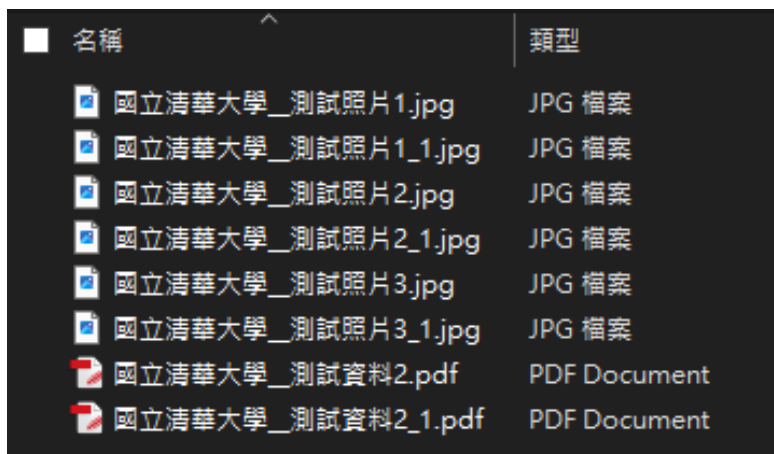 名稱 類型
國立清華大學__測試照片1.jpg JPG 檔案
國立清華大學__測試照片1_1.jpg JPG 檔案
國立清華大學__測試照片2.jpg JPG 檔案
國立清華大學__測試照片2_1.jpg JPG 檔案
國立清華大學__測試照片3.jpg JPG 檔案
國立清華大學__測試照片3_1.jpg JPG 檔案
國立清華大學__測試資料2.pdf PDF Document
國立清華大學__測試資料2_1.pdf PDF Document